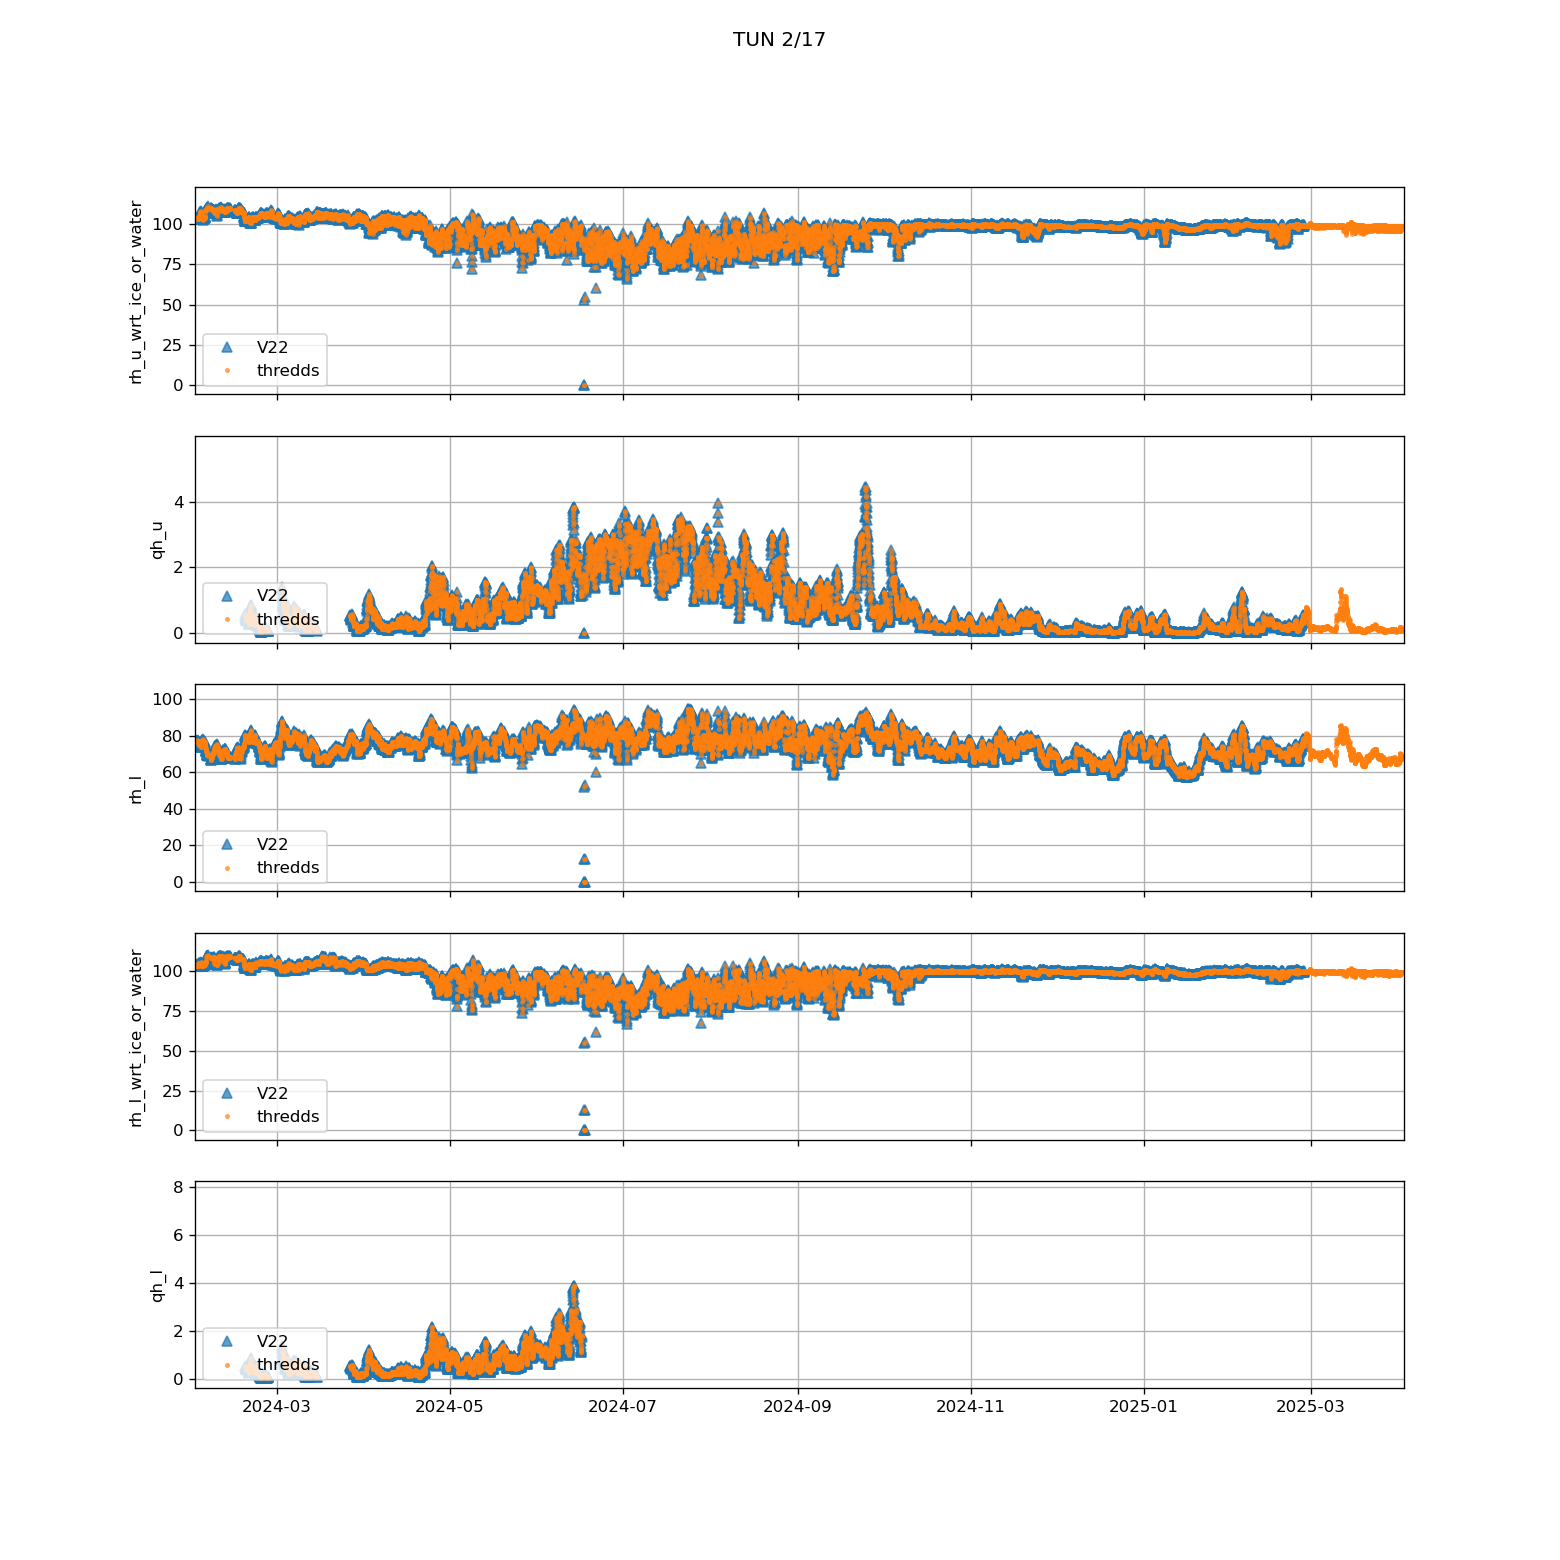 TUN 2/17
rh_u_wrt_ice_or_water
100
75
50
25
0
V22
thredds
qh_u
4
2
0
V22
thredds
rh_l
100
80
60
40
20
0
V22
thredds
rh_l_wrt_ice_or_water
100
75
50
25
0
V22
thredds
qh_l
8
6
4
2
0
V22
thredds
2024-03 2024-05 2024-07 2024-09 2024-11 2025-01 2025-03